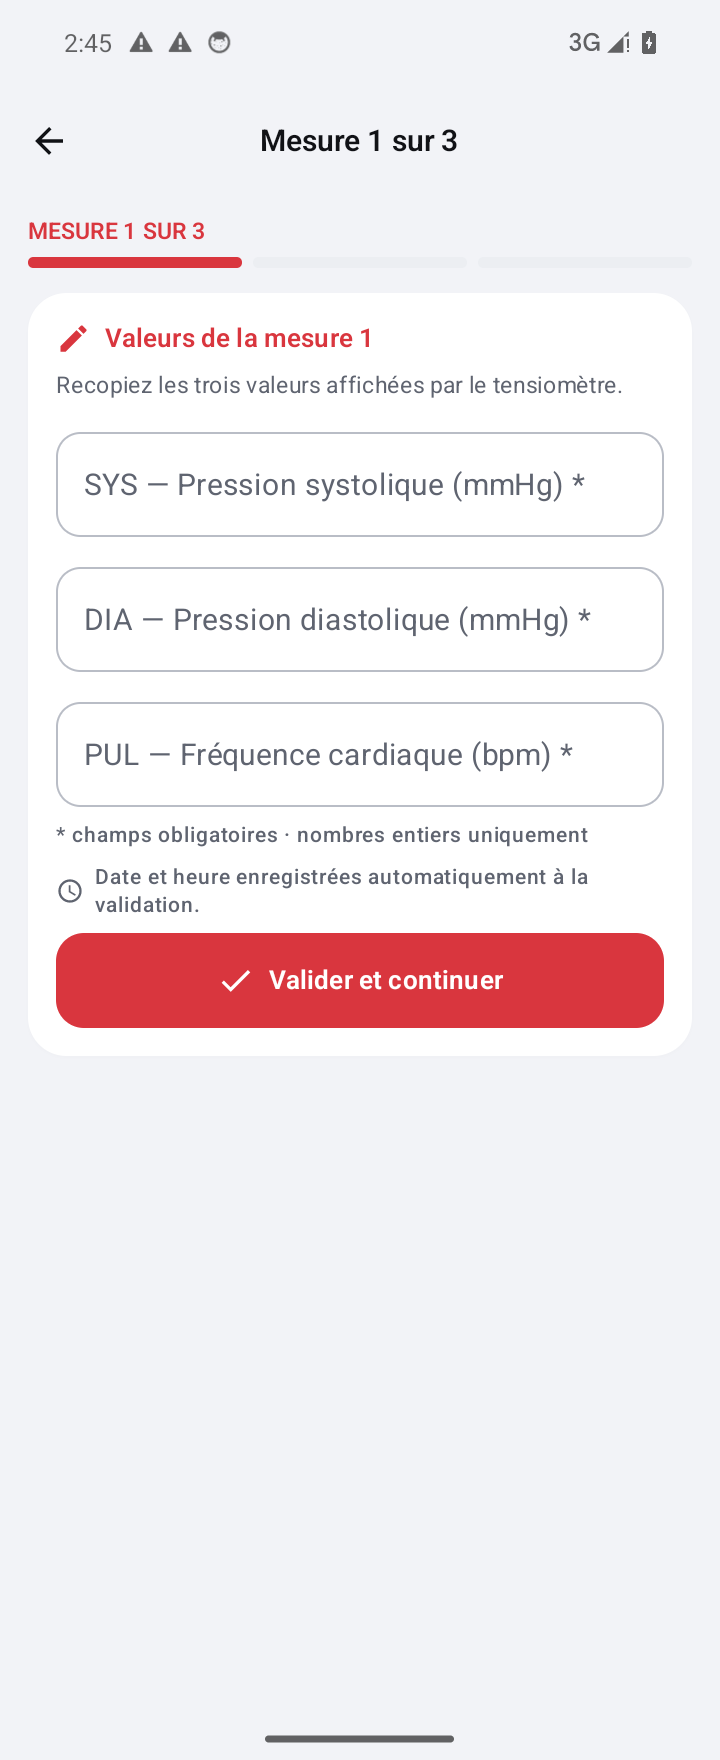 2:45
3G
Mesure 1 sur 3
MESURE 1 SUR 3
Valeurs de la mesure 1
Recopiez les trois valeurs affichées par le tensiomètre.
SYS — Pression systolique (mmHg) *
DIA — Pression diastolique (mmHg) *
PUL — Fréquence cardiaque (bpm) *
* champs obligatoires · nombres entiers uniquement
Date et heure enregistrées automatiquement à la
validation.
Valider et continuer